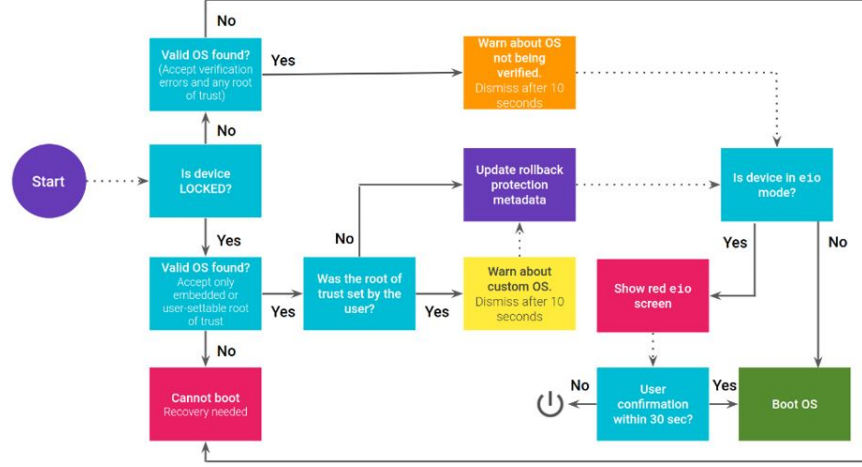 No
Valid OS found?
(Accept verification
errors and any root
of trust)
Yes
Warn about OS
not being
verified.
Dismiss after 10
seconds
No
Start
Is device
LOCKED?
Update rollback
protection
metadata
Is device in eio
mode?
Yes
No
Yes
No
Valid OS found?
Accept only
embedded or
user-settable root
of trust
Yes
Was the root of
trust set by the
user?
Yes
Warn about
custom OS.
Dismiss after 10
seconds
Show red eio
screen
No
Cannot boot
Recovery needed
No
User
confirmation
within 30 sec?
Yes
Boot OS